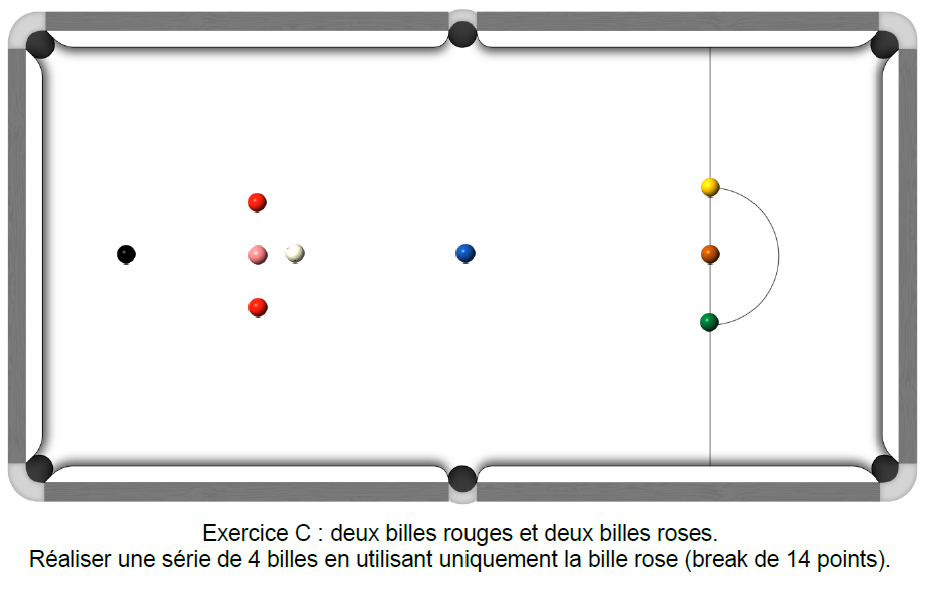 Exercice C : deux billes rouges et deux billes roses.
Réaliser une série de 4 billes en utilisant uniquement la bille rose (break de 14 points).